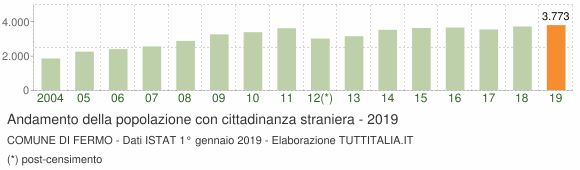 3.773
4.000
2.000
0
2004 05 06 07 08 09 10 11 12(*) 13 14 15 16 17 18 19
Andamento della popolazione con cittadinanza straniera - 2019
COMUNE DI FERMO - Dati ISTAT 1° gennaio 2019 - Elaborazione TUTTITALIA.IT
(*) post-censimento